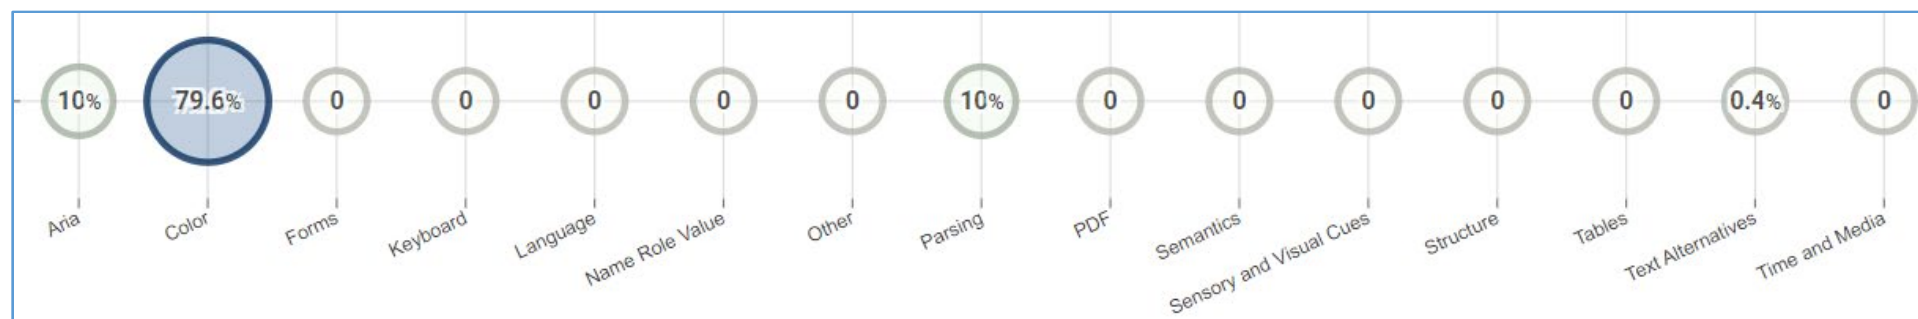 10% 79.6% 0 0 0 0 0 10% 0 0 0 0 0 0.4% 0
Aria Color Forms Keyboard Language Name Role Value Other Parsing PDF Semantics Sensory and Visual Cues Structure Tables Text Alternatives Time and Media